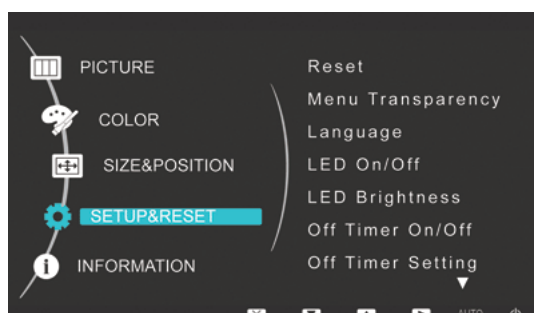 PICTURE
COLOR
SIZE&POSITION
SETUP&RESET
INFORMATION
Reset
Menu Transparency
Language
LED On/Off
LED Brightness
Off Timer On/Off
Off Timer Setting
AUTO